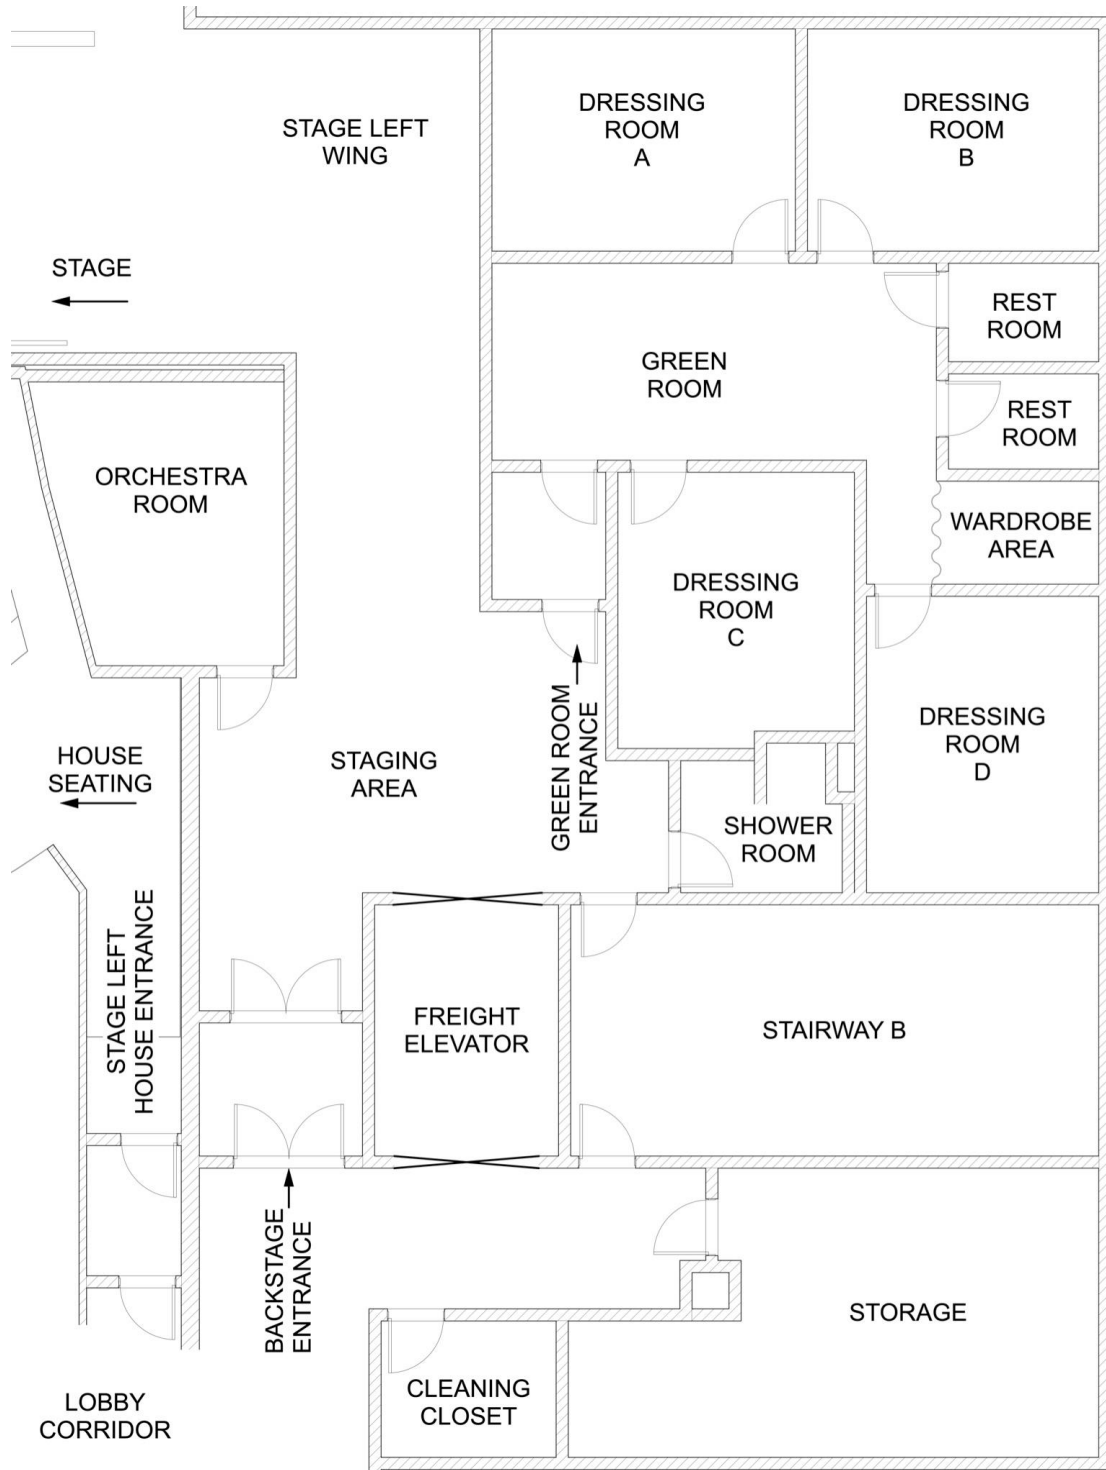 DRESSING
ROOM
A
DRESSING
ROOM
B
STAGE LEFT
WING
STAGE
REST
ROOM
GREEN
ROOM
REST
ROOM
ORCHESTRA
ROOM
WARDROBE
AREA
DRESSING
ROOM
C
GREEN ROOM
ENTRANCE
DRESSING
ROOM
D
HOUSE
SEATING
STAGING
AREA
SHOWER
ROOM
STAGE LEFT
HOUSE ENTRANCE
FREIGHT
ELEVATOR
STAIRWAY B
BACKSTAGE
ENTRANCE
STORAGE
CLEANING
CLOSET
LOBBY
CORRIDOR